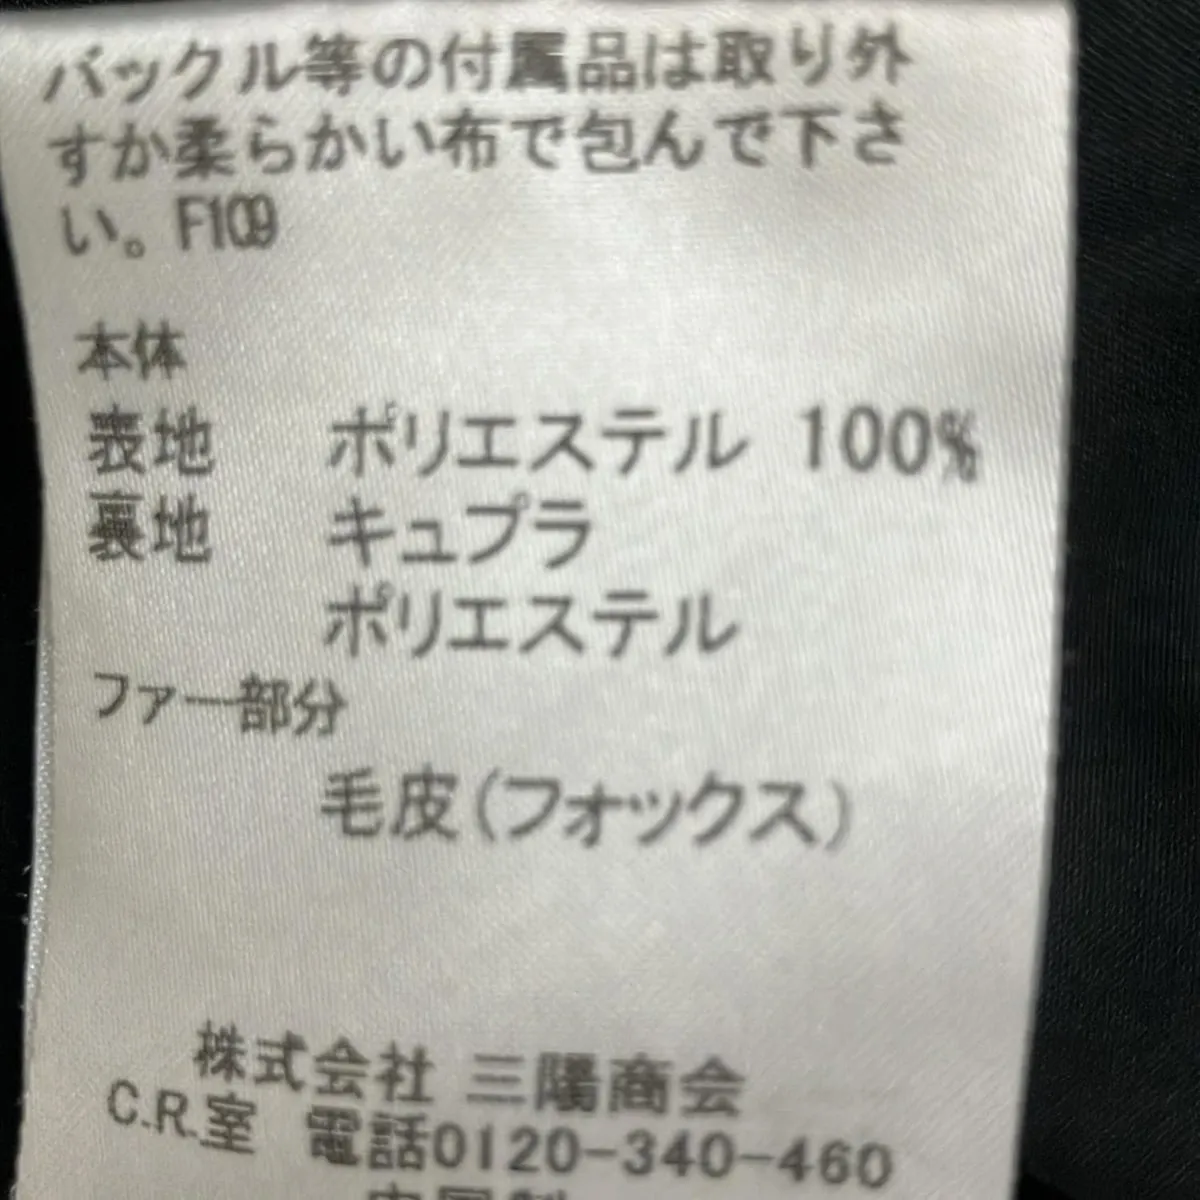 バックル等の付属品は取り外
すか柔らかい布で包んで下さ
い。F109
本体
表地 ポリエステル 100%
裏地 キュプラ
ポリエステル
ファー部分
毛皮(フォックス)
株式会社 三陽商会
C.R.室 電話0120-340-460